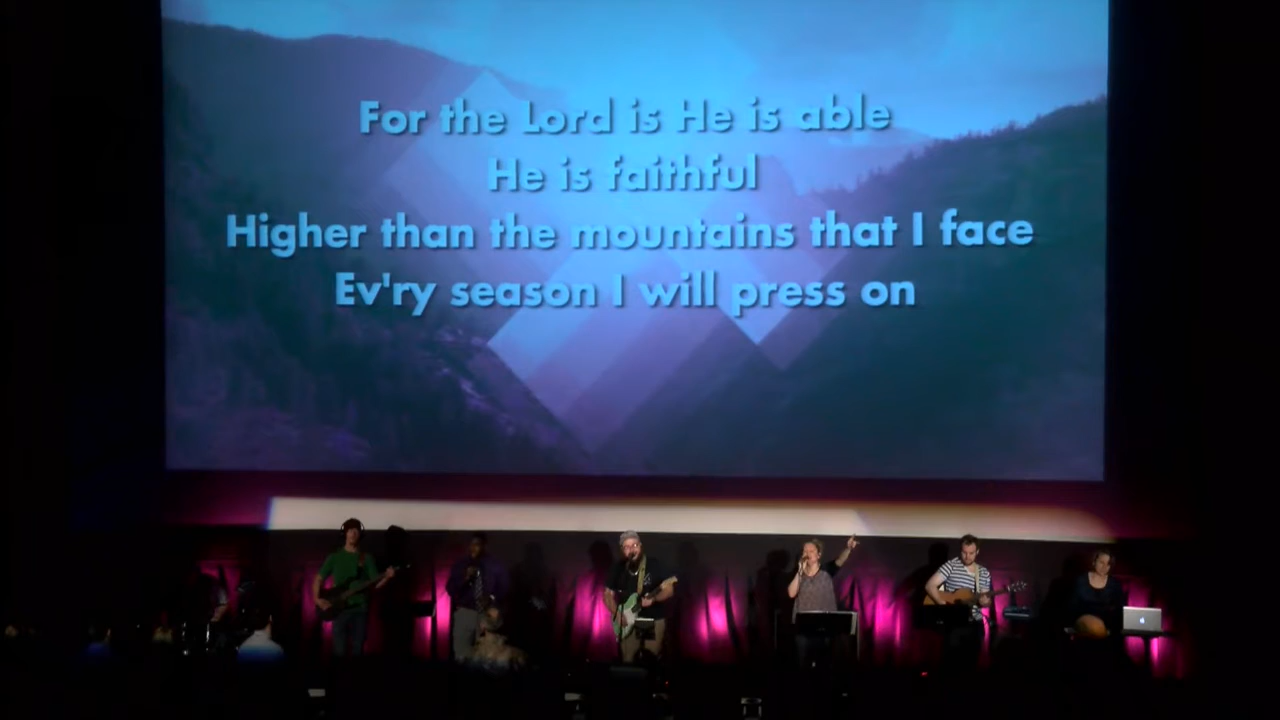 For the Lord is He is able
He is faithful
Higher than the mountains that I face
Ev'ry season I will press on